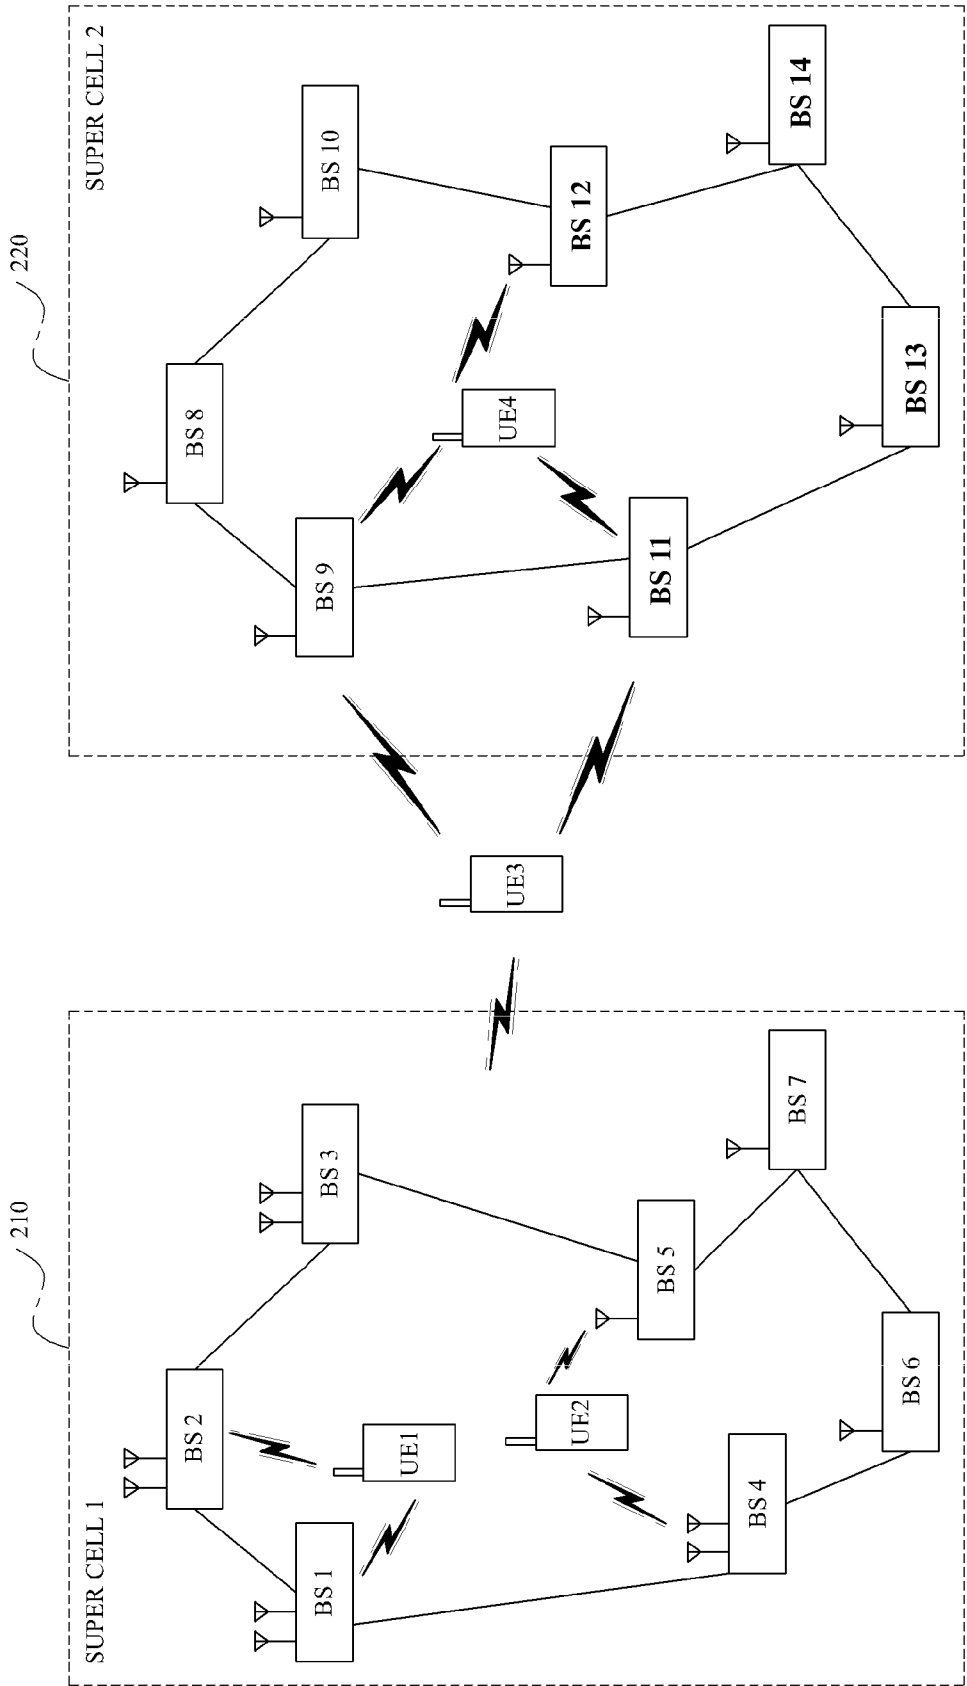 210
SUPER CELL 1
BS 2
BS 3
BS 1
UE1
UE2
BS 5
BS 4
BS 7
BS 6
UE3
220
SUPER CELL 2
BS 8
BS 10
BS 9
UE4
BS 12
BS 11
BS 14
BS 13